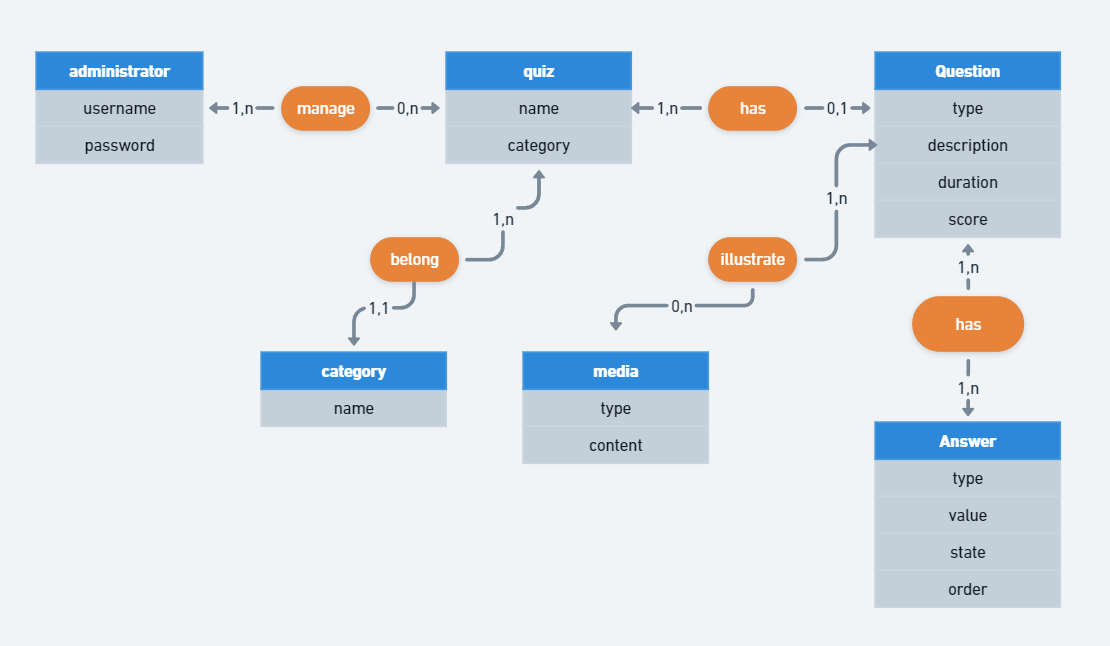 administrator
username
password
1,n
manage
0,n
quiz
name
category
1,n
has
0,1
Question
type
description
duration
score
1,n
belong
1,1
category
name
1,n
illustrate
0,n
media
type
content
1,n
has
1,n
Answer
type
value
state
order